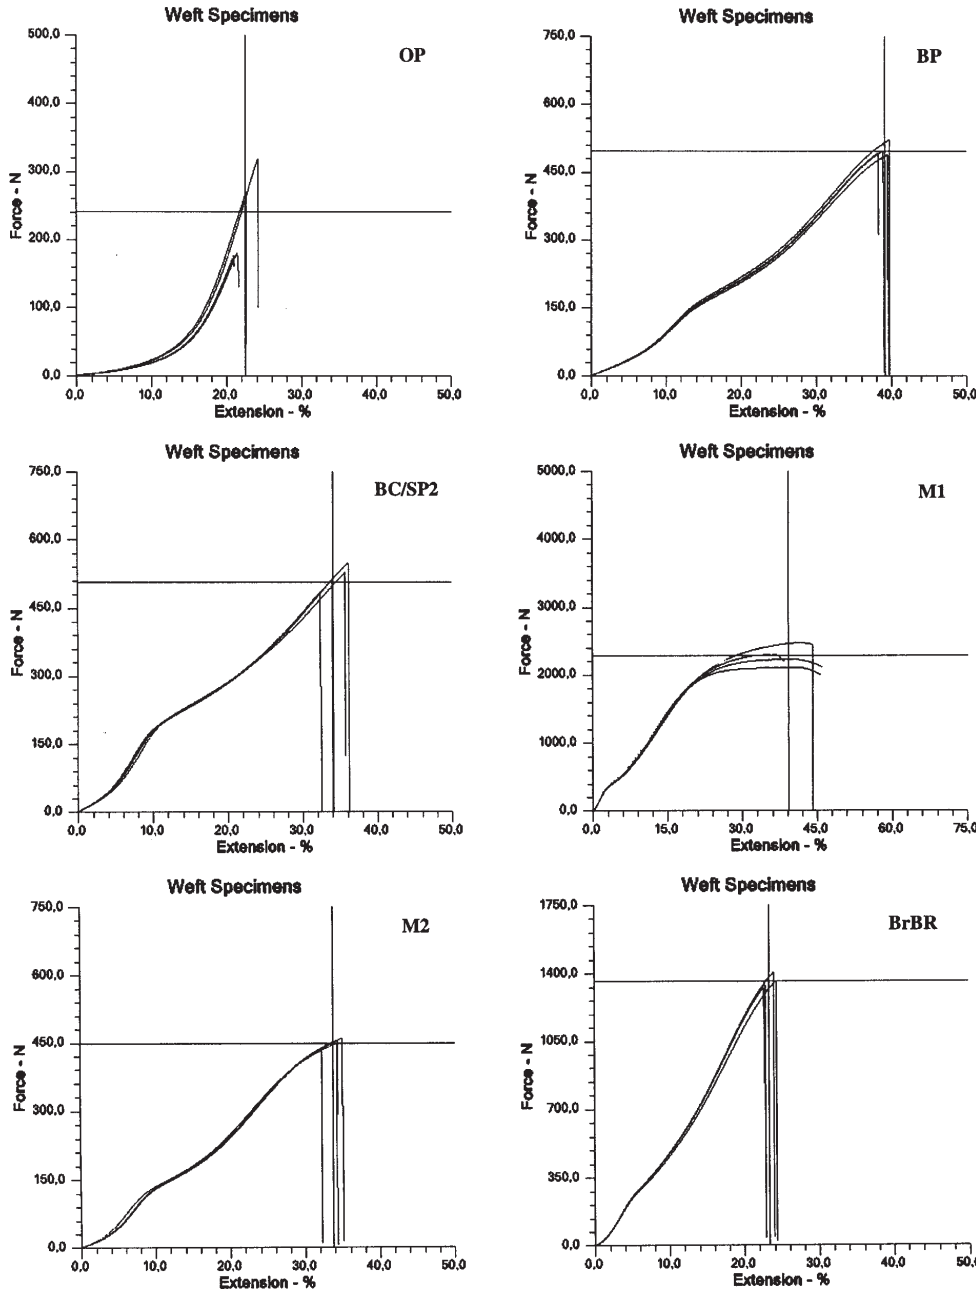 Weft Specimens
OP
500,0
400,0
300,0
200,0
100,0
0,0
Force - N
0,0 10,0 20,0 30,0 40,0 50,0
Extension - %
Weft Specimens
BP
750,0
600,0
450,0
300,0
150,0
0,0
Force - N
0,0 10,0 20,0 30,0 40,0 50,0
Extension - %
Weft Specimens
BC/SP2
750,0
600,0
450,0
300,0
150,0
0,0
Force - N
0,0 10,0 20,0 30,0 40,0 50,0
Extension - %
Weft Specimens
M1
5000,0
4000,0
3000,0
2000,0
1000,0
0,0
Force - N
0,0 15,0 30,0 45,0 60,0 75,0
Extension - %
Weft Specimens
M2
750,0
600,0
450,0
300,0
150,0
0,0
Force - N
0,0 10,0 20,0 30,0 40,0 50,0
Extension - %
Weft Specimens
BrBR
1750,0
1400,0
1050,0
700,0
350,0
0,0
Force - N
0,0 10,0 20,0 30,0 40,0 50,0
Extension - %